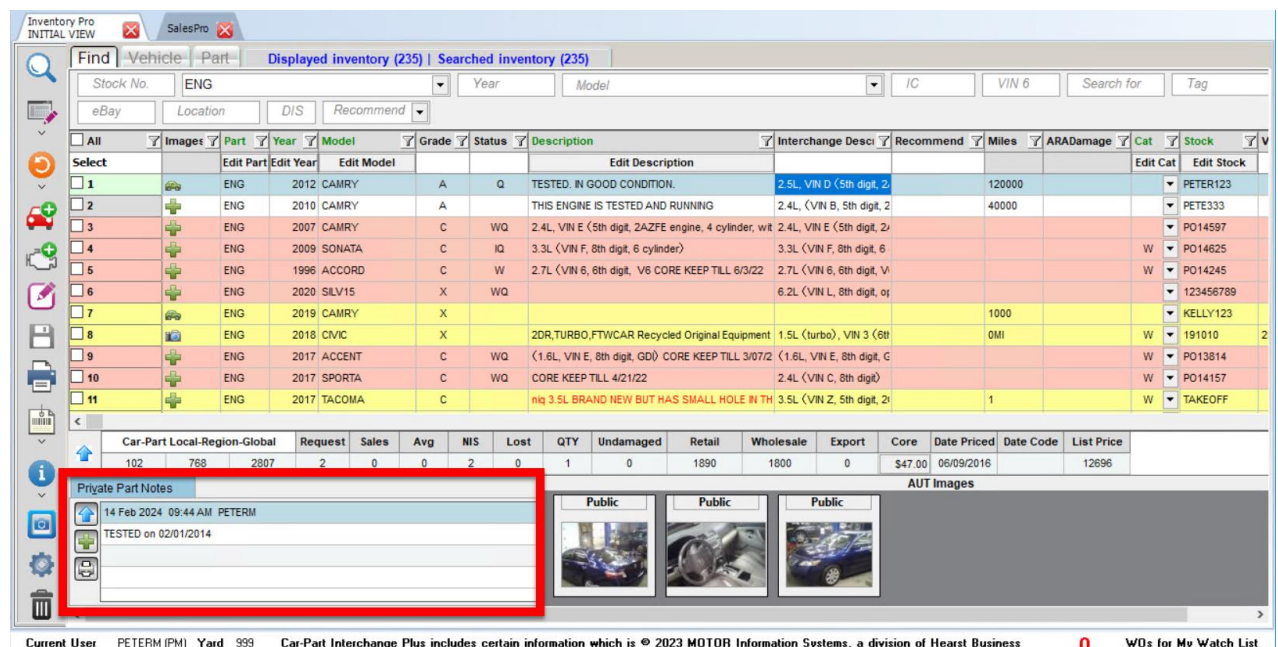 Inventory Pro
INITIAL VIEW
SalesPro
Find Vehicle Part Displayed inventory (235) | Searched inventory (235)
Stock No. ENG Year Model IC VIN 6 Search for Tag
eBay Location DIS Recommend
All Images Part Year Model Grade Status Description Interchange Desci Recommend Miles ARADamage Cat Stock V
Select Edit Part Edit Year Edit Model Edit Description Edit Cat Edit Stock
1 ENG 2012 CAMRY A Q TESTED. IN GOOD CONDITION. 2.5L, VIN D (5th digit, 2. 120000 PETER123
2 ENG 2010 CAMRY A THIS ENGINE IS TESTED AND RUNNING 2.4L, (VIN B, 5th digit, 2 40000 PETE333
3 ENG 2007 CAMRY C WQ 2.4L, VIN E (5th digit, 2AZFE engine, 4 cylinder, wit 2.4L, VIN E (5th digit, 2 PO14597
4 ENG 2009 SONATA C IQ 3.3L (VIN F, 8th digit, 6 cylinder) 3.3L (VIN F, 8th digit, 6 W PO14625
5 ENG 1996 ACCORD C W 2.7L (VIN 6, 6th digit, V6 CORE KEEP TILL 6/3/22 2.7L (VIN 6, 6th digit, V W PO14245
6 ENG 2020 SILV15 X WQ 6.2L (VIN L, 8th digit, op 123456789
7 ENG 2019 CAMRY X 1000 KELLY123
8 ENG 2018 CIVIC X 2DR,TURBO,FTWCAR Recycled Original Equipment 1.5L (turbo), VIN 3 (6th 0MI W 191010 2
9 ENG 2017 ACCENT C WQ (1.6L, VIN E, 8th digit, GDI) CORE KEEP TILL 3/07/2 (1.6L, VIN E, 8th digit, G W PO13814
10 ENG 2017 SPORTA C WQ CORE KEEP TILL 4/21/22 2.4L (VIN C, 8th digit) W PO14157
11 ENG 2017 TACOMA C niq 3.5L BRAND NEW BUT HAS SMALL HOLE IN TH 3.5L (VIN Z, 5th digit, 2 1 W TAKEOFF
Car-Part Local-Region-Global Request Sales Avg NIS Lost QTY Undamaged Retail Wholesale Export Core Date Priced Date Code List Price
102 768 2807 2 0 0 2 0 1 0 1890 1800 0 $47.00 06/09/2016 12696
Private Part Notes
AUT Images
14 Feb 2024 09:44 AM PETERM
TESTED on 02/01/2014
Public Public Public
Current User PETERM (PM) Yard 999 Car-Part Interchange Plus includes certain information which is © 2023 MOTOR Information Systems, a division of Hearst Business 0 WOs for My Watch List